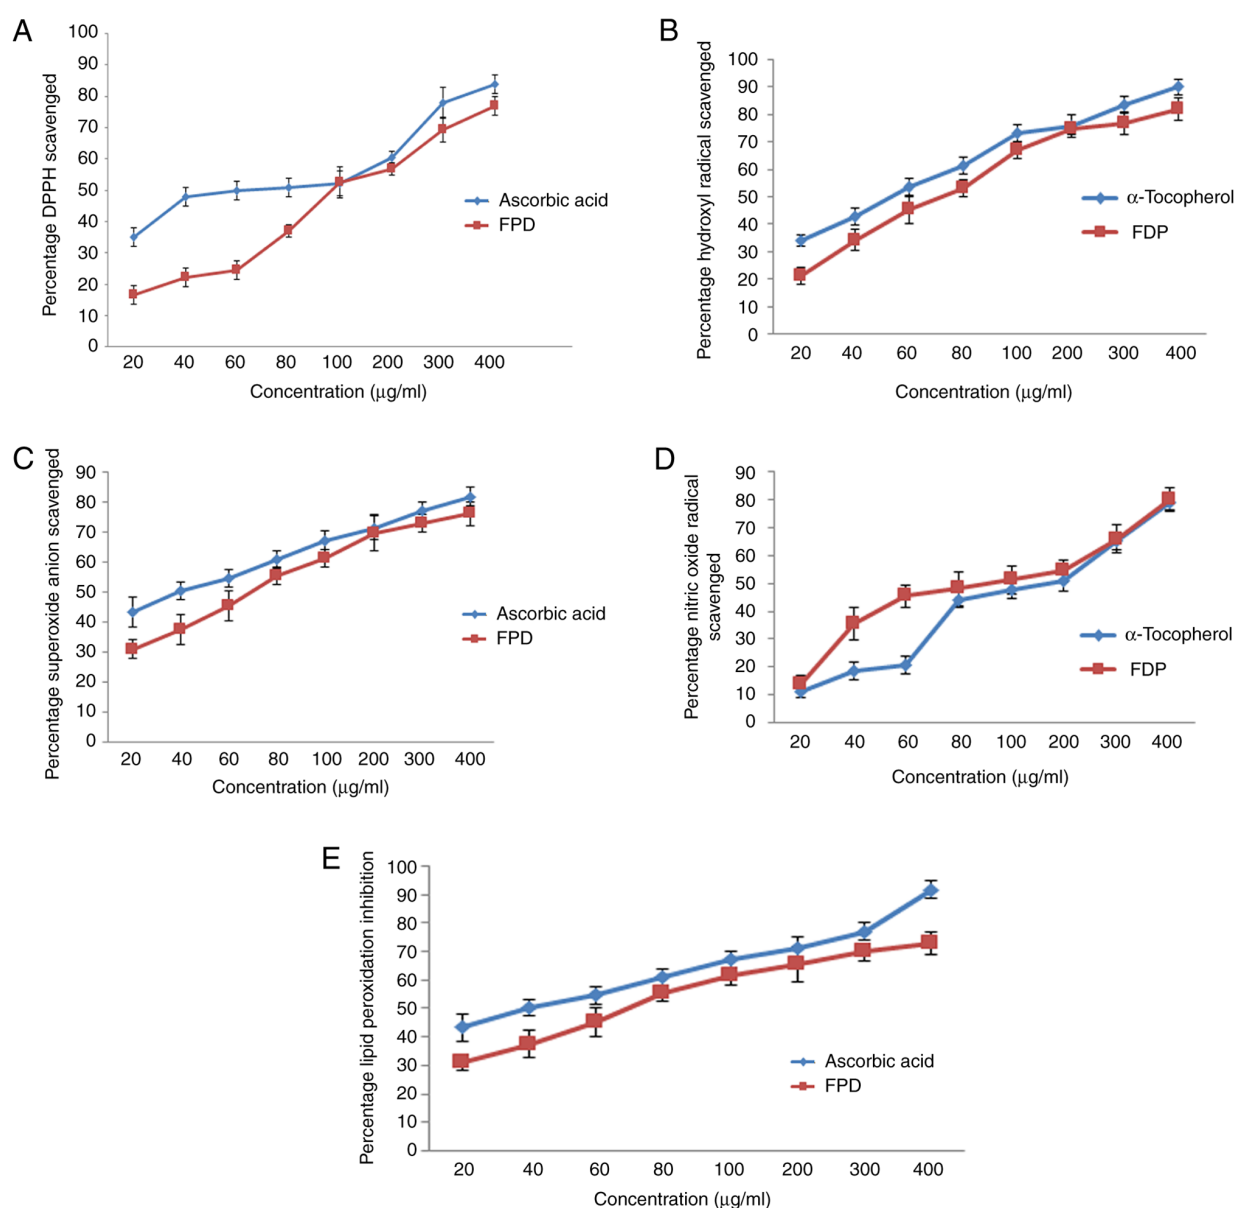 A
Percentage DPPH scavenged
100
90
80
70
60
50
40
30
20
10
0
20 40 60 80 100 200 300 400
Concentration (μg/ml)
Ascorbic acid
FPD
B
Percentage hydroxyl radical scavenged
100
90
80
70
60
50
40
30
20
10
0
20 40 60 80 100 200 300 400
Concentration (μg/ml)
α-Tocopherol
FDP
C
Percentage superoxide anion scavenged
90
80
70
60
50
40
30
20
10
0
20 40 60 80 100 200 300 400
Concentration (μg/ml)
Ascorbic acid
FPD
D
Percentage nitric oxide radical
scavenged
90
80
70
60
50
40
30
20
10
0
20 40 60 80 100 200 300 400
Concentration (μg/ml)
α-Tocopherol
FDP
E
Percentage lipid peroxidation inhibition
100
90
80
70
60
50
40
30
20
10
0
20 40 60 80 100 200 300 400
Concentration (μg/ml)
Ascorbic acid
FPD